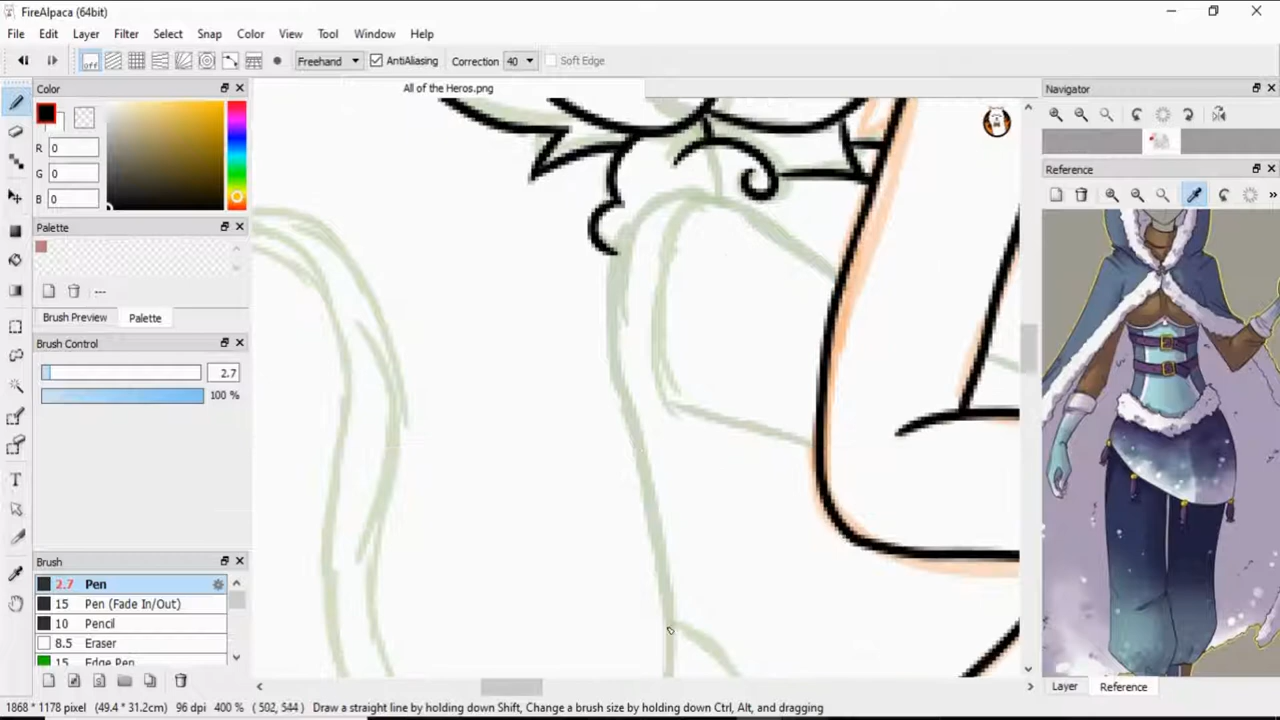 FireAlpaca (64bit)
File Edit Layer Filter Select Snap Color View Tool Window Help
off Freehand AntiAliasing Correction 40 Soft Edge
Color
All of the Heros.png
Navigator
R 0
G 0
B 0
Reference
Palette
Brush Preview Palette
Brush Control
2.7
100 %
Brush
2.7 Pen
15 Pen (Fade In/Out)
10 Pencil
8.5 Eraser
15 Edge Pen
Layer Reference
1868 * 1178 pixel (49.4 * 31.2cm) 96 dpi 400 % ( 502, 544 ) Draw a straight line by holding down Shift, Change a brush size by holding down Ctrl, Alt, and dragging